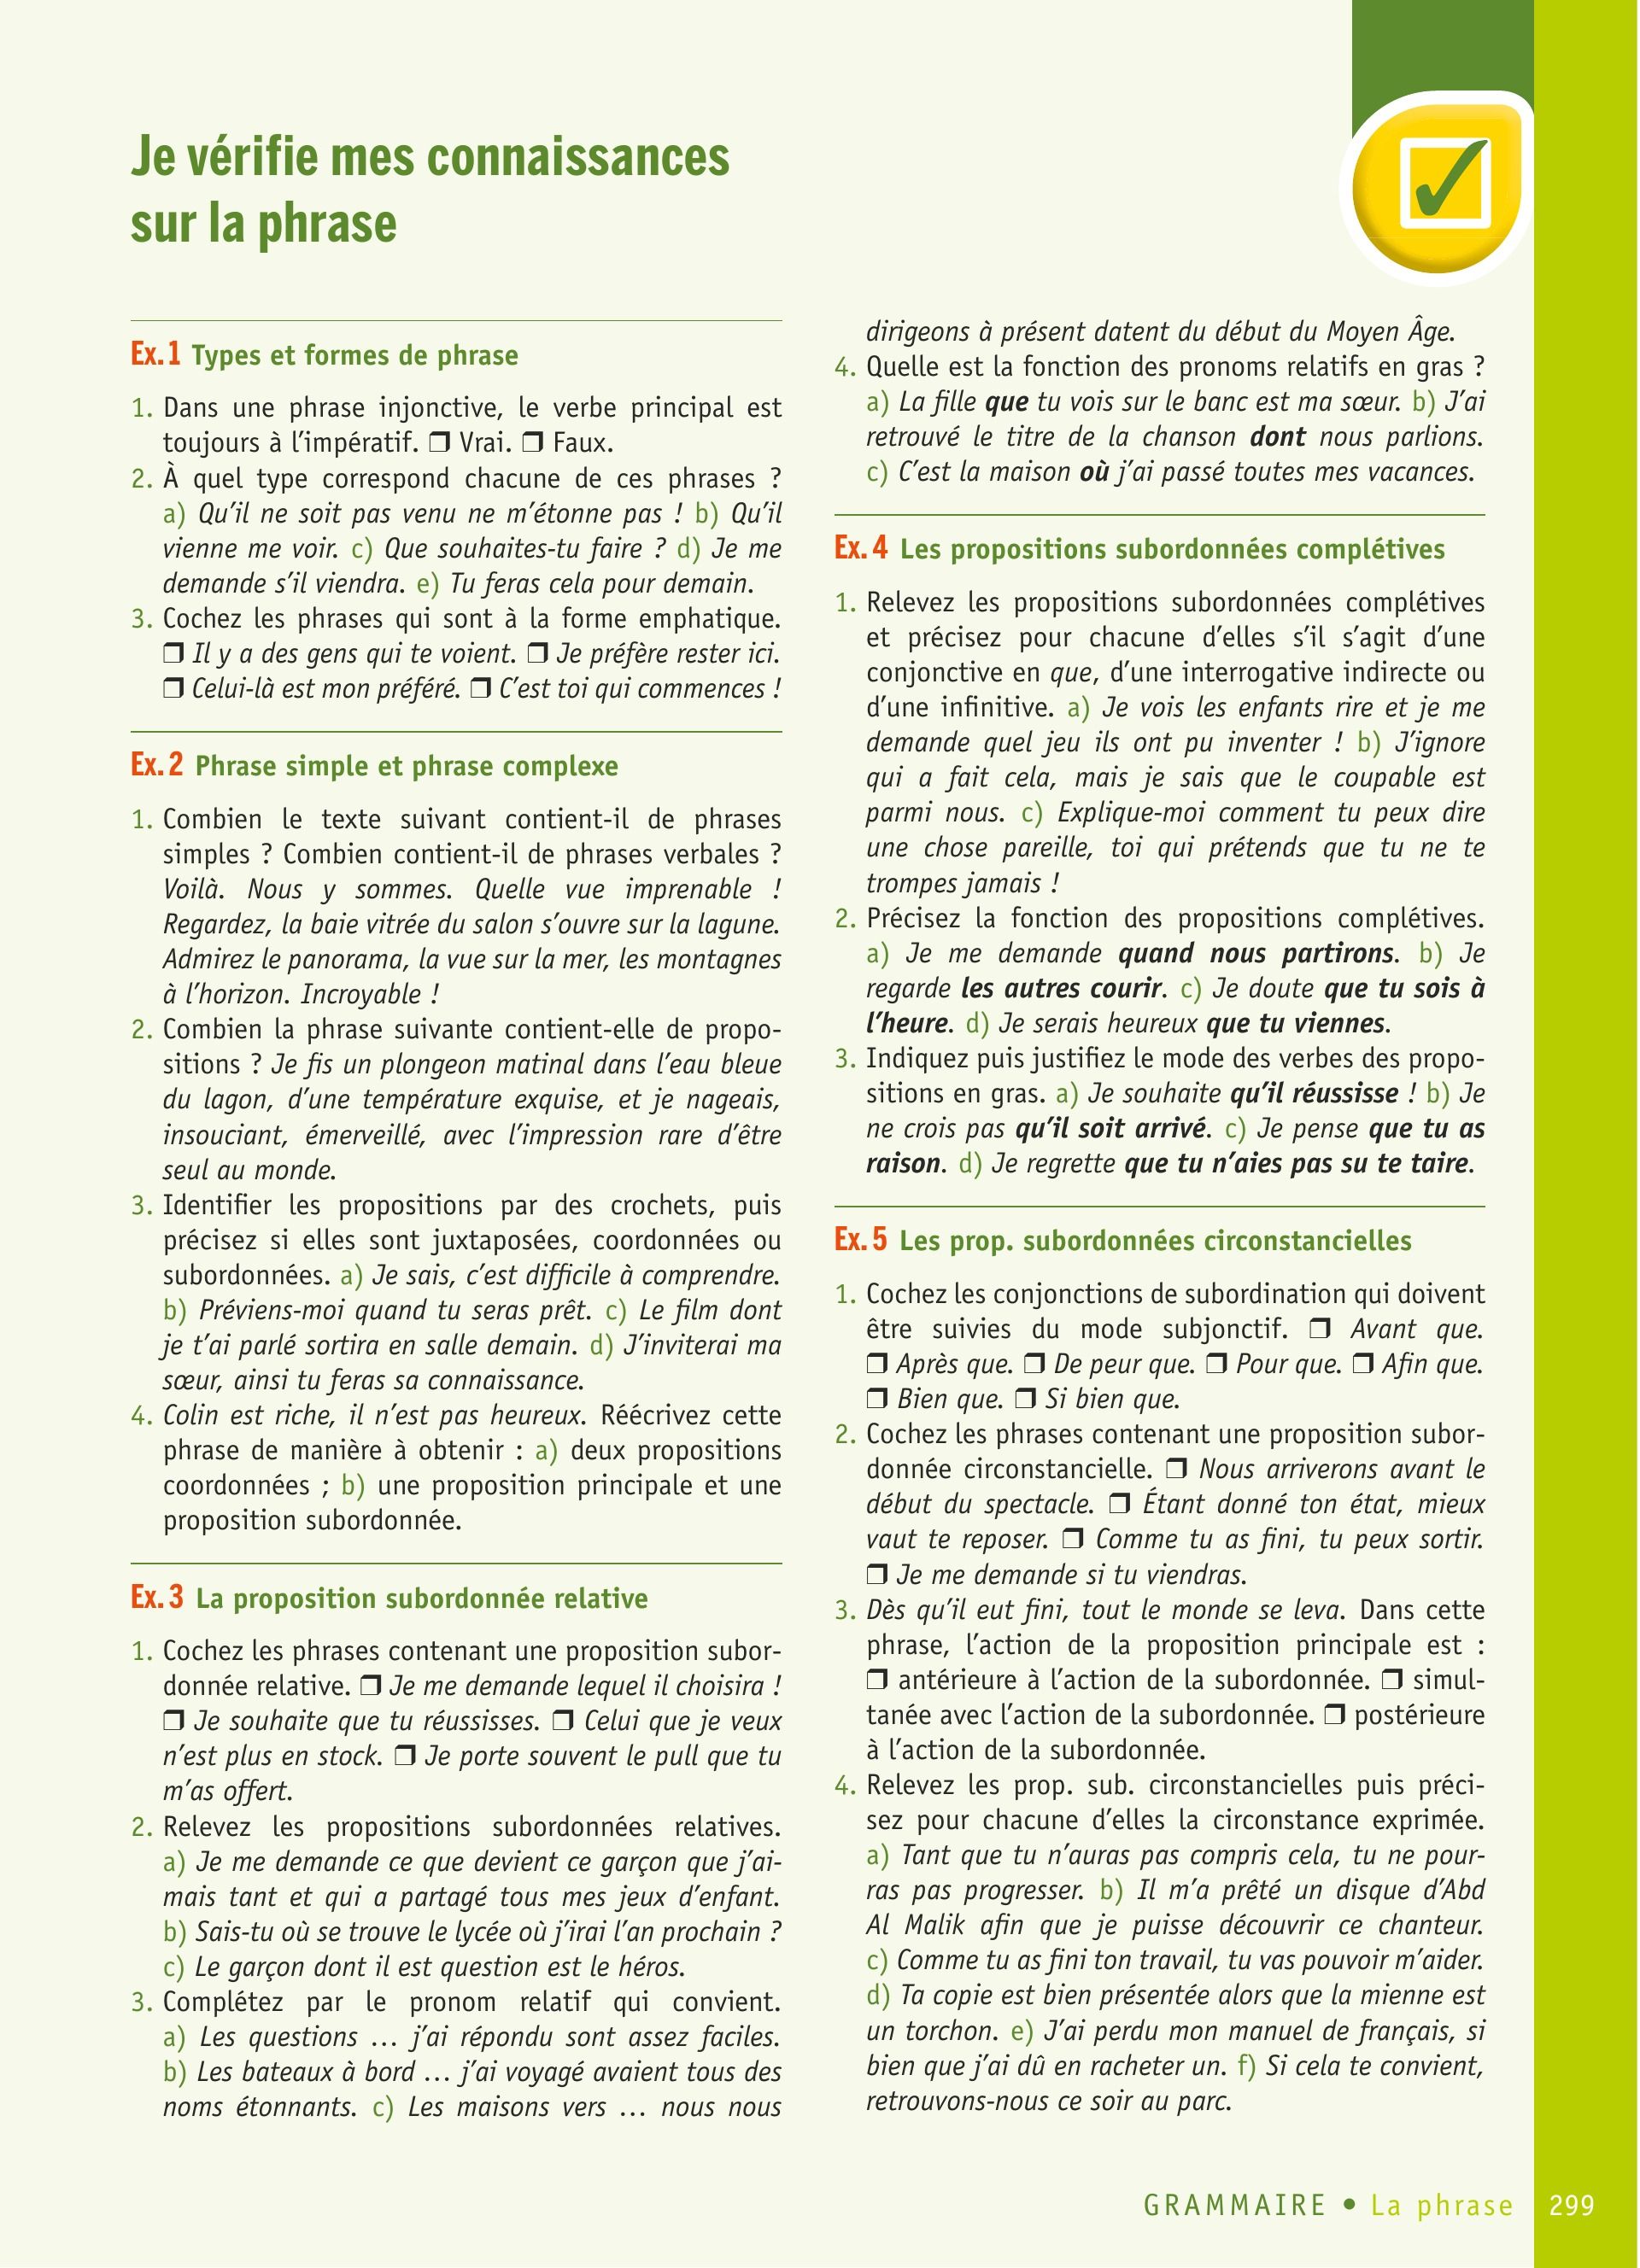 Je vérifie mes connaissances
sur la phrase
Ex. 1 Types et formes de phrase
1. Dans une phrase injonctive, le verbe principal est
toujours à l’impératif. ❒ Vrai. ❒ Faux.
2. À quel type correspond chacune de ces phrases ?
a) Qu’il ne soit pas venu ne m’étonne pas ! b) Qu’il
vienne me voir. c) Que souhaites-tu faire ? d) Je me
demande s’il viendra. e) Tu feras cela pour demain.
3. Cochez les phrases qui sont à la forme emphatique.
❒ Il y a des gens qui te voient. ❒ Je préfère rester ici.
❒ Celui-là est mon préféré. ❒ C’est toi qui commences !
Ex. 2 Phrase simple et phrase complexe
1. Combien le texte suivant contient-il de phrases
simples ? Combien contient-il de phrases verbales ?
Voilà. Nous y sommes. Quelle vue imprenable !
Regardez, la baie vitrée du salon s’ouvre sur la lagune.
Admirez le panorama, la vue sur la mer, les montagnes
à l’horizon. Incroyable !
2. Combien la phrase suivante contient-elle de propo-
sitions ? Je fis un plongeon matinal dans l’eau bleue
du lagon, d’une température exquise, et je nageais,
insouciant, émerveillé, avec l’impression rare d’être
seul au monde.
3. Identifier les propositions par des crochets, puis
précisez si elles sont juxtaposées, coordonnées ou
subordonnées. a) Je sais, c’est difficile à comprendre.
b) Préviens-moi quand tu seras prêt. c) Le film dont
je t’ai parlé sortira en salle demain. d) J’inviterai ma
sœur, ainsi tu feras sa connaissance.
4. Colin est riche, il n’est pas heureux. Réécrivez cette
phrase de manière à obtenir : a) deux propositions
coordonnées ; b) une proposition principale et une
proposition subordonnée.
Ex. 3 La proposition subordonnée relative
1. Cochez les phrases contenant une proposition subor-
donnée relative. ❒ Je me demande lequel il choisira !
❒ Je souhaite que tu réussisses. ❒ Celui que je veux
n’est plus en stock. ❒ Je porte souvent le pull que tu
m’as offert.
2. Relevez les propositions subordonnées relatives.
a) Je me demande ce que devient ce garçon que j’ai-
mais tant et qui a partagé tous mes jeux d’enfant.
b) Sais-tu où se trouve le lycée où j’irai l’an prochain ?
c) Le garçon dont il est question est le héros.
3. Complétez par le pronom relatif qui convient.
a) Les questions … j’ai répondu sont assez faciles.
b) Les bateaux à bord … j’ai voyagé avaient tous des
noms étonnants. c) Les maisons vers … nous nous
dirigeons à présent datent du début du Moyen Âge.
4. Quelle est la fonction des pronoms relatifs en gras ?
a) La fille que tu vois sur le banc est ma sœur. b) J’ai
retrouvé le titre de la chanson dont nous parlions.
c) C’est la maison où j’ai passé toutes mes vacances.
Ex. 4 Les propositions subordonnées complétives
1. Relevez les propositions subordonnées complétives
et précisez pour chacune d’elles s’il s’agit d’une
conjonctive en que, d’une interrogative indirecte ou
d’une infinitive. a) Je vois les enfants rire et je me
demande quel jeu ils ont pu inventer ! b) J’ignore
qui a fait cela, mais je sais que le coupable est
parmi nous. c) Explique-moi comment tu peux dire
une chose pareille, toi qui prétends que tu ne te
trompes jamais !
2. Précisez la fonction des propositions complétives.
a) Je me demande quand nous partirons. b) Je
regarde les autres courir. c) Je doute que tu sois à
l’heure. d) Je serais heureux que tu viennes.
3. Indiquez puis justifiez le mode des verbes des propo-
sitions en gras. a) Je souhaite qu’il réussisse ! b) Je
ne crois pas qu’il soit arrivé. c) Je pense que tu as
raison. d) Je regrette que tu n’aies pas su te taire.
Ex. 5 Les prop. subordonnées circonstancielles
1. Cochez les conjonctions de subordination qui doivent
être suivies du mode subjonctif. ❒ Avant que.
❒ Après que. ❒ De peur que. ❒ Pour que. ❒ Afin que.
❒ Bien que. ❒ Si bien que.
2. Cochez les phrases contenant une proposition subor-
donnée circonstancielle. ❒ Nous arriverons avant le
début du spectacle. ❒ Étant donné ton état, mieux
vaut te reposer. ❒ Comme tu as fini, tu peux sortir.
❒ Je me demande si tu viendras.
3. Dès qu’il eut fini, tout le monde se leva. Dans cette
phrase, l’action de la proposition principale est :
❒ antérieure à l’action de la subordonnée. ❒ simul-
tanée avec l’action de la subordonnée. ❒ postérieure
à l’action de la subordonnée.
4. Relevez les prop. sub. circonstancielles puis préci-
sez pour chacune d’elles la circonstance exprimée.
a) Tant que tu n’auras pas compris cela, tu ne pour-
ras pas progresser. b) Il m’a prêté un disque d’Abd
Al Malik afin que je puisse découvrir ce chanteur.
c) Comme tu as fini ton travail, tu vas pouvoir m’aider.
d) Ta copie est bien présentée alors que la mienne est
un torchon. e) J’ai perdu mon manuel de français, si
bien que j’ai dû en racheter un. f) Si cela te convient,
retrouvons-nous ce soir au parc.
GRAMMAIRE • La phrase 299